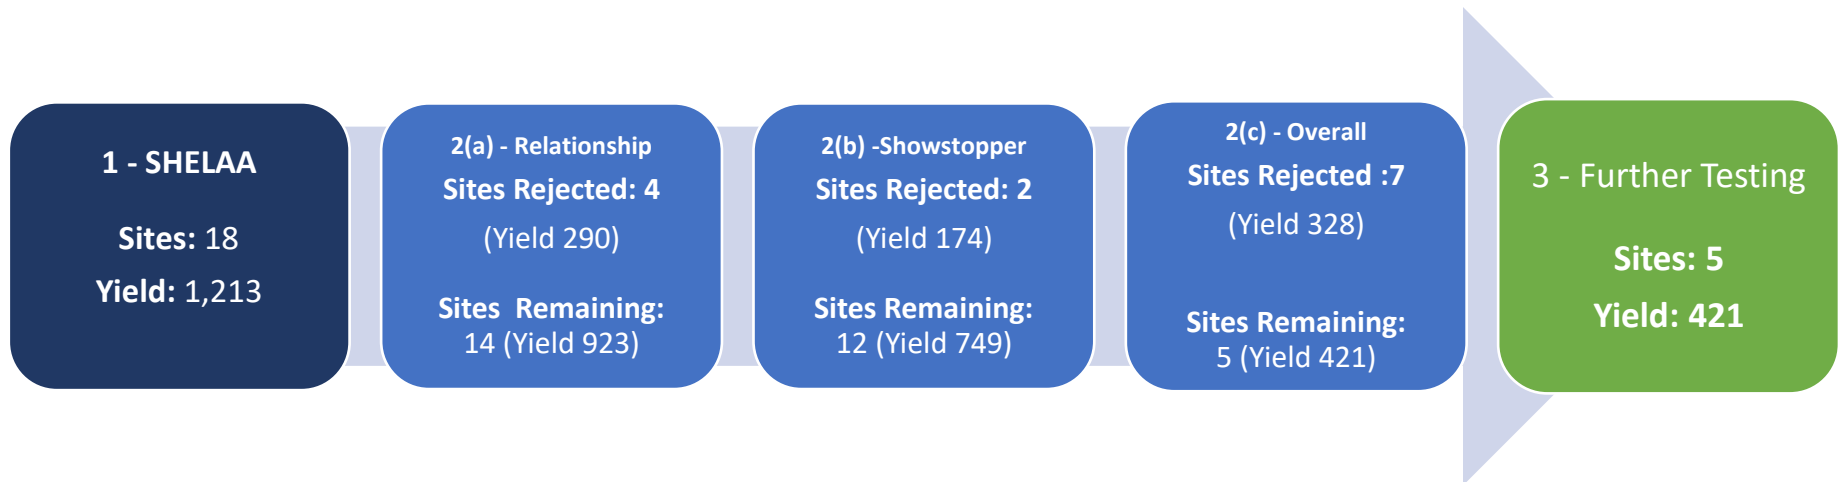 1 - SHELAA
Sites: 18
Yield: 1,213
2(a) - Relationship
Sites Rejected: 4
(Yield 290)
Sites Remaining:
14 (Yield 923)
2(b) -Showstopper
Sites Rejected: 2
(Yield 174)
Sites Remaining:
12 (Yield 749)
2(c) - Overall
Sites Rejected :7
(Yield 328)
Sites Remaining:
5 (Yield 421)
3 - Further Testing
Sites: 5
Yield: 421